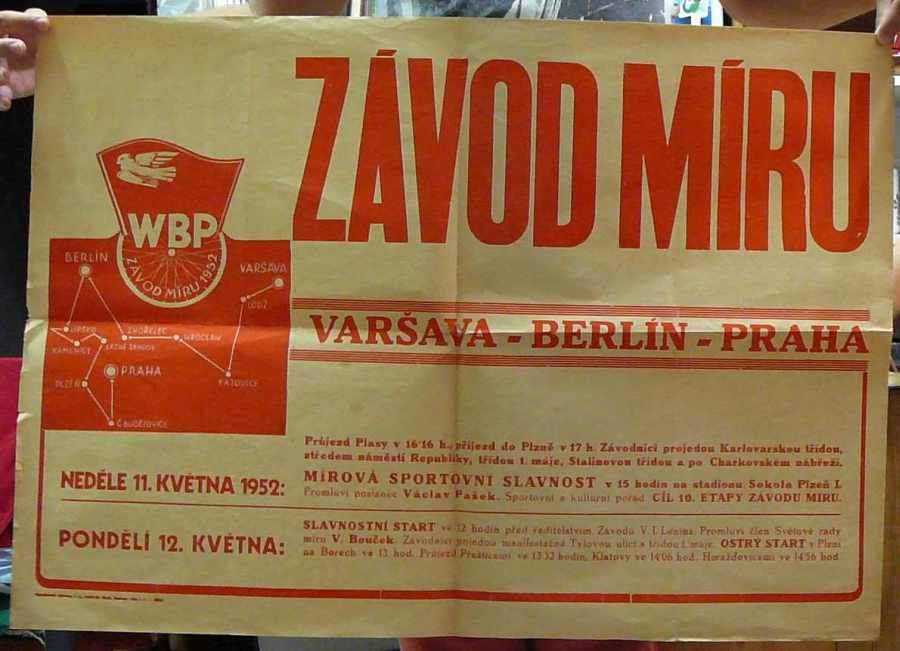 ZÁVOD MÍRU
WBP
ZÁVOD MÍRU 1952
BERLÍN
VARŠAVA
LODŽ
LIPSKO
ZHOŘELEC
WROCLAW
KAMENICE
PRAHA
PLZEŇ
KATOVICE
Č. BUDĚJOVICE
VARŠAVA - BERLÍN - PRAHA
Průjezd Plasy v 16'16 h., příjezd do Plzně v 17 h. Závodníci projedou Karlovarskou třídou,
středem náměstí Republiky, třídou 1. máje, Stalinovou třídou a po Charkovském nábřeží.
NEDĚLE 11. KVĚTNA 1952:
MÍROVÁ SPORTOVNÍ SLAVNOST v 15 hodin na stadionu Sokola Plzeň I.
Promluví poslanec Václav Pašek. Sportovní a kulturní pořad. CÍL 10. ETAPY ZÁVODU MÍRU.
PONDĚLÍ 12. KVĚTNA:
SLAVNOSTNÍ START ve 12 hodin před ředitelstvím Závodů V. I. Lenina. Promluví člen Světové rady
míru V. Bouček. Závodníci projedou manifestačně Tylovou ulicí a třídou 1. máje. OSTRÝ START v Plzni
na Borech ve 13 hod. Průjezd Přešticemi ve 13'32 hodin, Klatovy ve 14'06 hod., Horažďovicemi ve 14'56 hod.